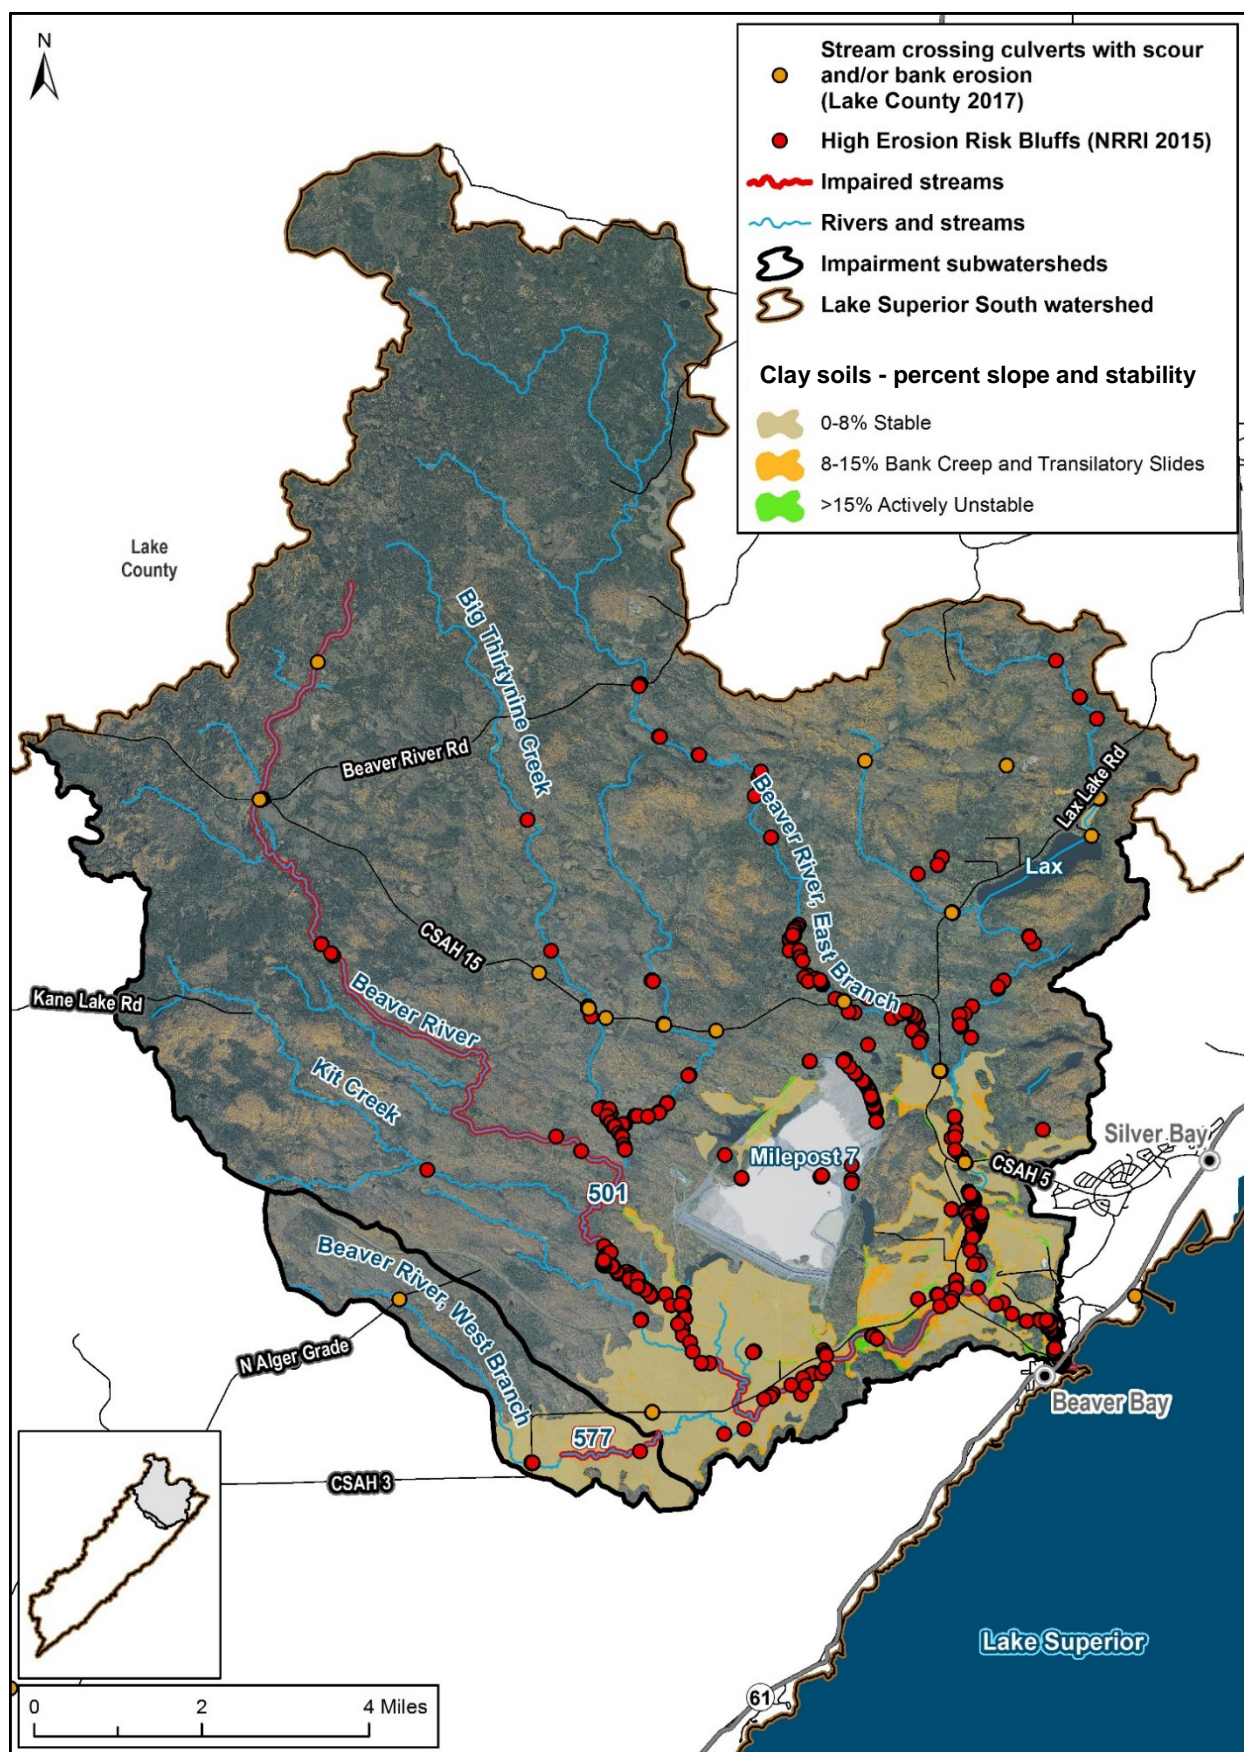 N
Stream crossing culverts with scour
and/or bank erosion
(Lake County 2017)
High Erosion Risk Bluffs (NRRI 2015)
Impaired streams
Rivers and streams
Impairment subwatersheds
Lake Superior South watershed
Clay soils - percent slope and stability
0-8% Stable
8-15% Bank Creep and Transilatory Slides
>15% Actively Unstable
Lake
County
Big Thirtynine Creek
Beaver River Rd
Beaver River, East Branch
Lax Lake Rd
Lax
CSAH 15
Kane Lake Rd
Beaver River
Kit Creek
Milepost 7
Silver Bay
CSAH 5
501
Beaver River, West Branch
N Alger Grade
Beaver Bay
577
CSAH 3
Lake Superior
61
0 2 4 Miles